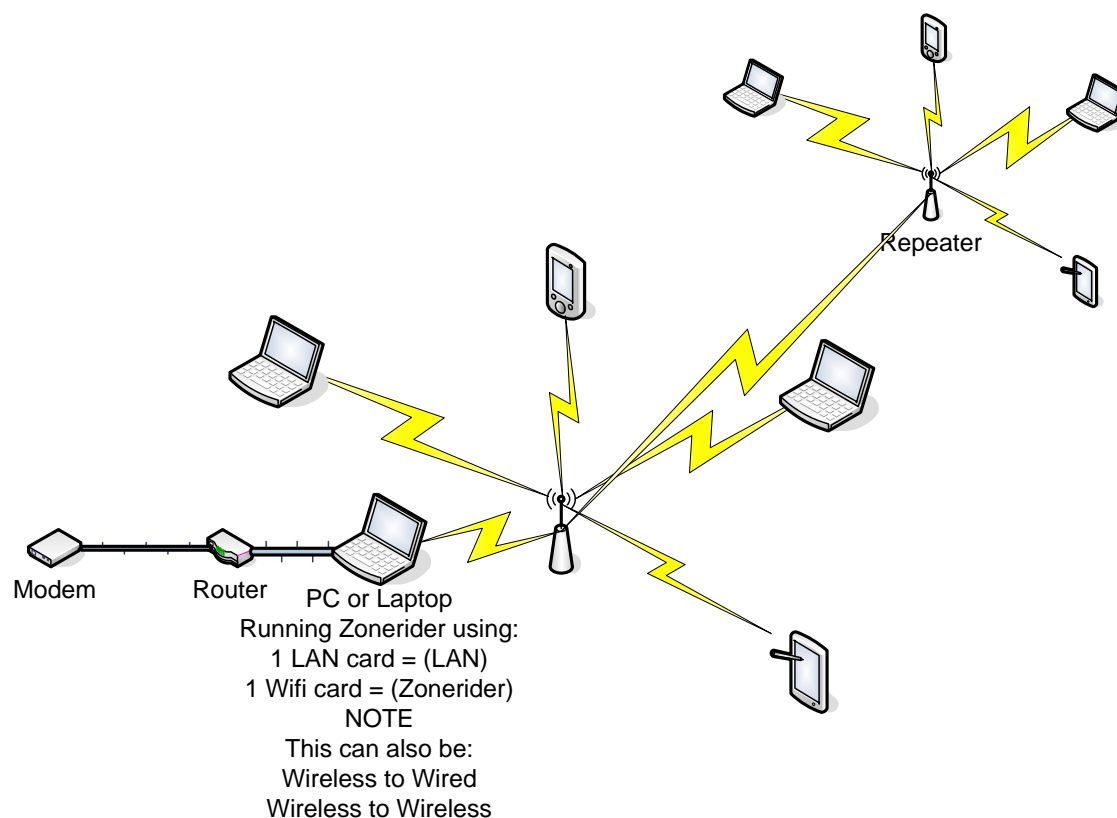 Repeater
Modem
Router
PC or Laptop
Running Zonerider using:
1 LAN card = (LAN)
1 Wifi card = (Zonerider)
NOTE
This can also be:
Wireless to Wired
Wireless to Wireless